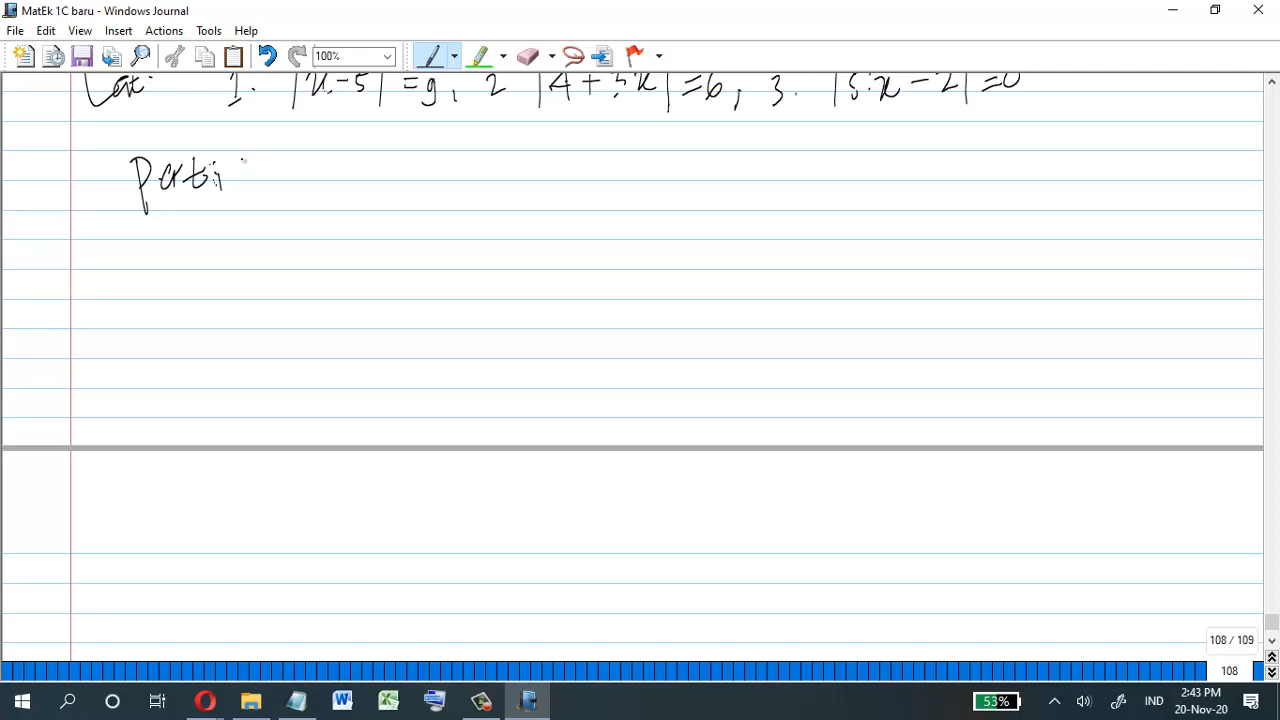 MatEk 1C baru - Windows Journal
File Edit View Insert Actions Tools Help
100%
Lat: 1. |x-5| =9, 2 |4+3x|=6, 3. |5x-2|=0
108 / 109
108
53% IND 2:43 PM
20-Nov-20